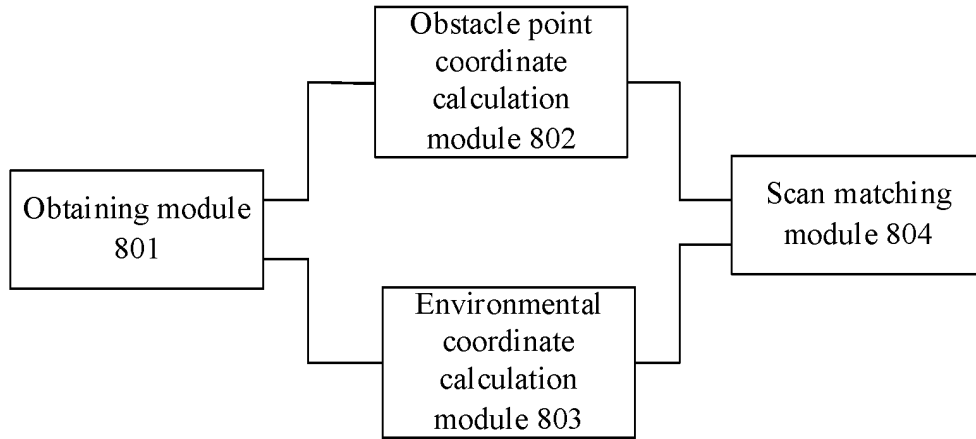 Obstacle point
coordinate
calculation
module 802
Obtaining module
801
Scan matching
module 804
Environmental
coordinate
calculation
module 803